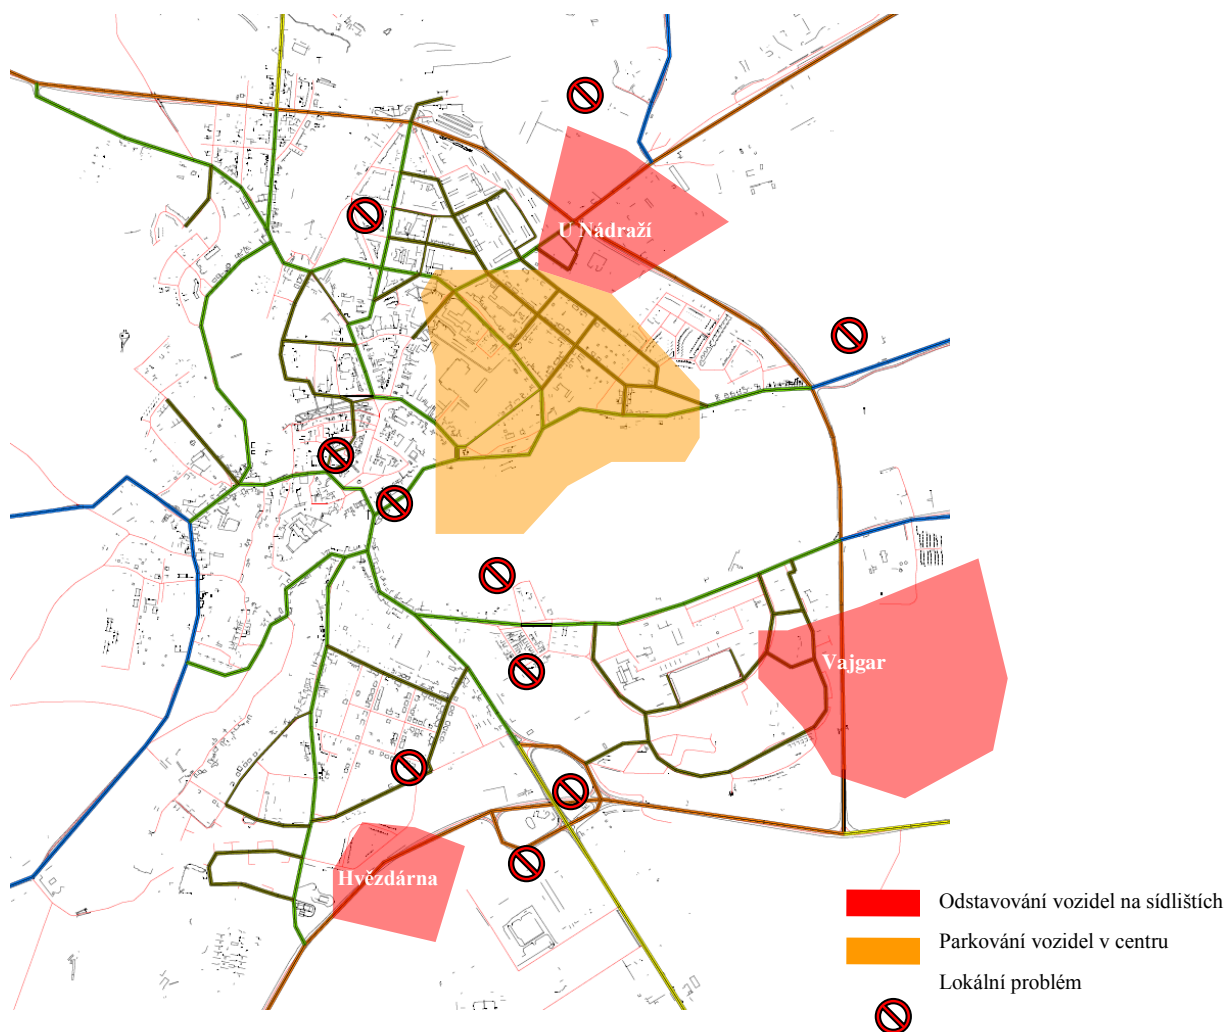 U Nádraží
Vajgar
Hvězdárna
Odstavování vozidel na sídlištích
Parkování vozidel v centru
Lokální problém